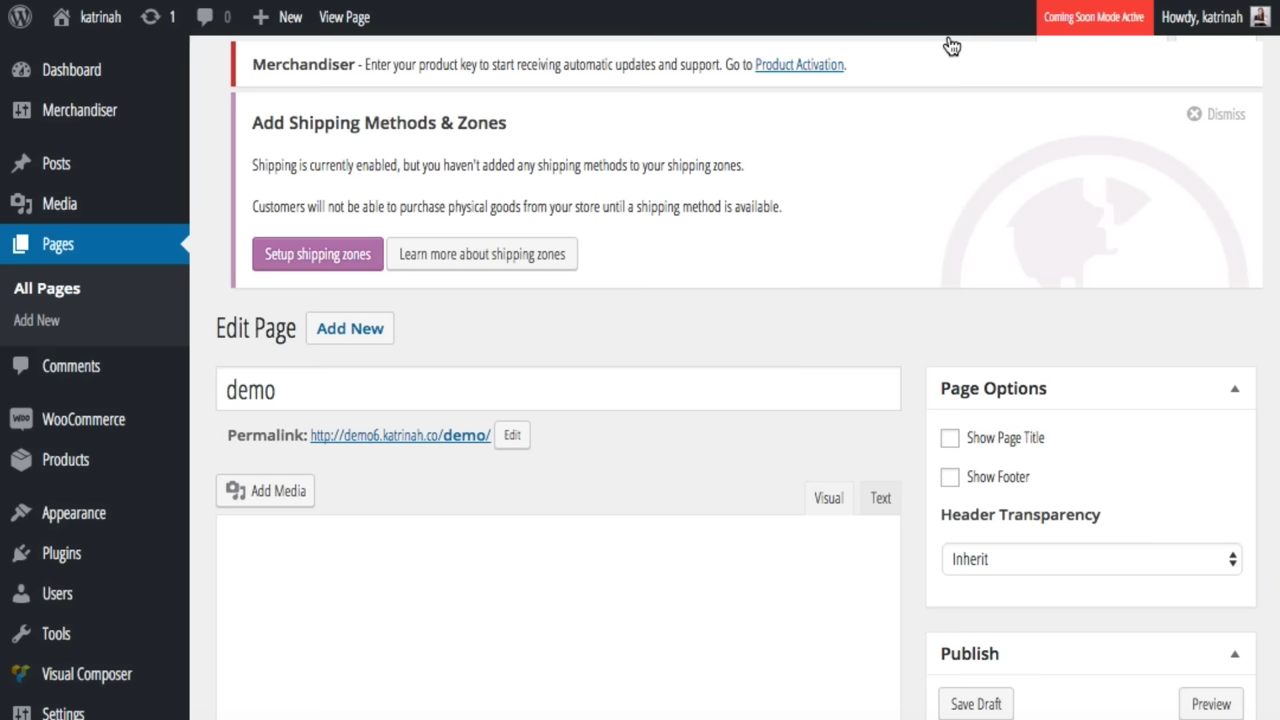 katrinah 1 0 New View Page Coming Soon Mode Active Howdy, katrinah
Dashboard
Merchandiser
Posts
Media
Pages
All Pages
Add New
Comments
WOO WooCommerce
Products
Appearance
Plugins
Users
Tools
Visual Composer
Settings
Merchandiser - Enter your product key to start receiving automatic updates and support. Go to Product Activation.
Add Shipping Methods & Zones
Dismiss
Shipping is currently enabled, but you haven't added any shipping methods to your shipping zones.
Customers will not be able to purchase physical goods from your store until a shipping method is available.
Setup shipping zones Learn more about shipping zones
Edit Page Add New
demo
Permalink: http://demo6.katrinah.co/demo/ Edit
Add Media
Visual Text
Page Options
Show Page Title
Show Footer
Header Transparency
Inherit
Publish
Save Draft Preview